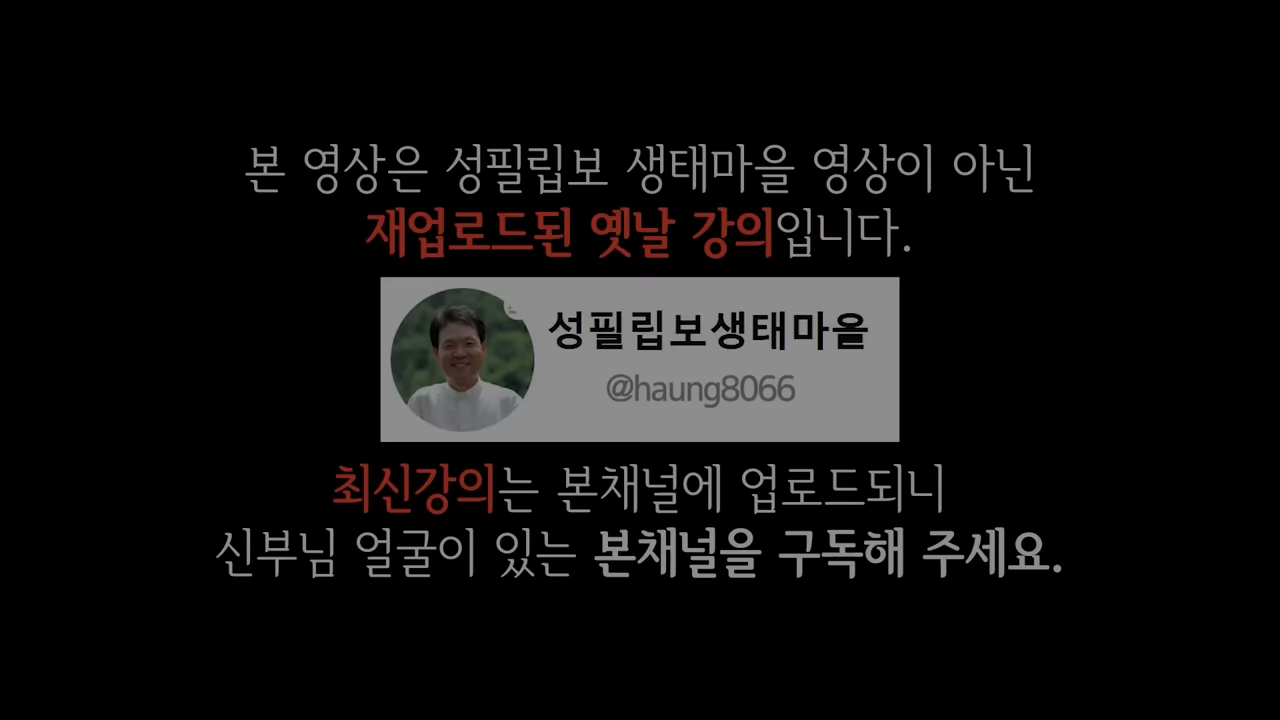 본 영상은 성필립보 생태마을 영상이 아닌
재업로드된 옛날 강의입니다.
성필립보생태마을
@haung8066
최신강의는 본채널에 업로드되니
신부님 얼굴이 있는 본채널을 구독해 주세요.